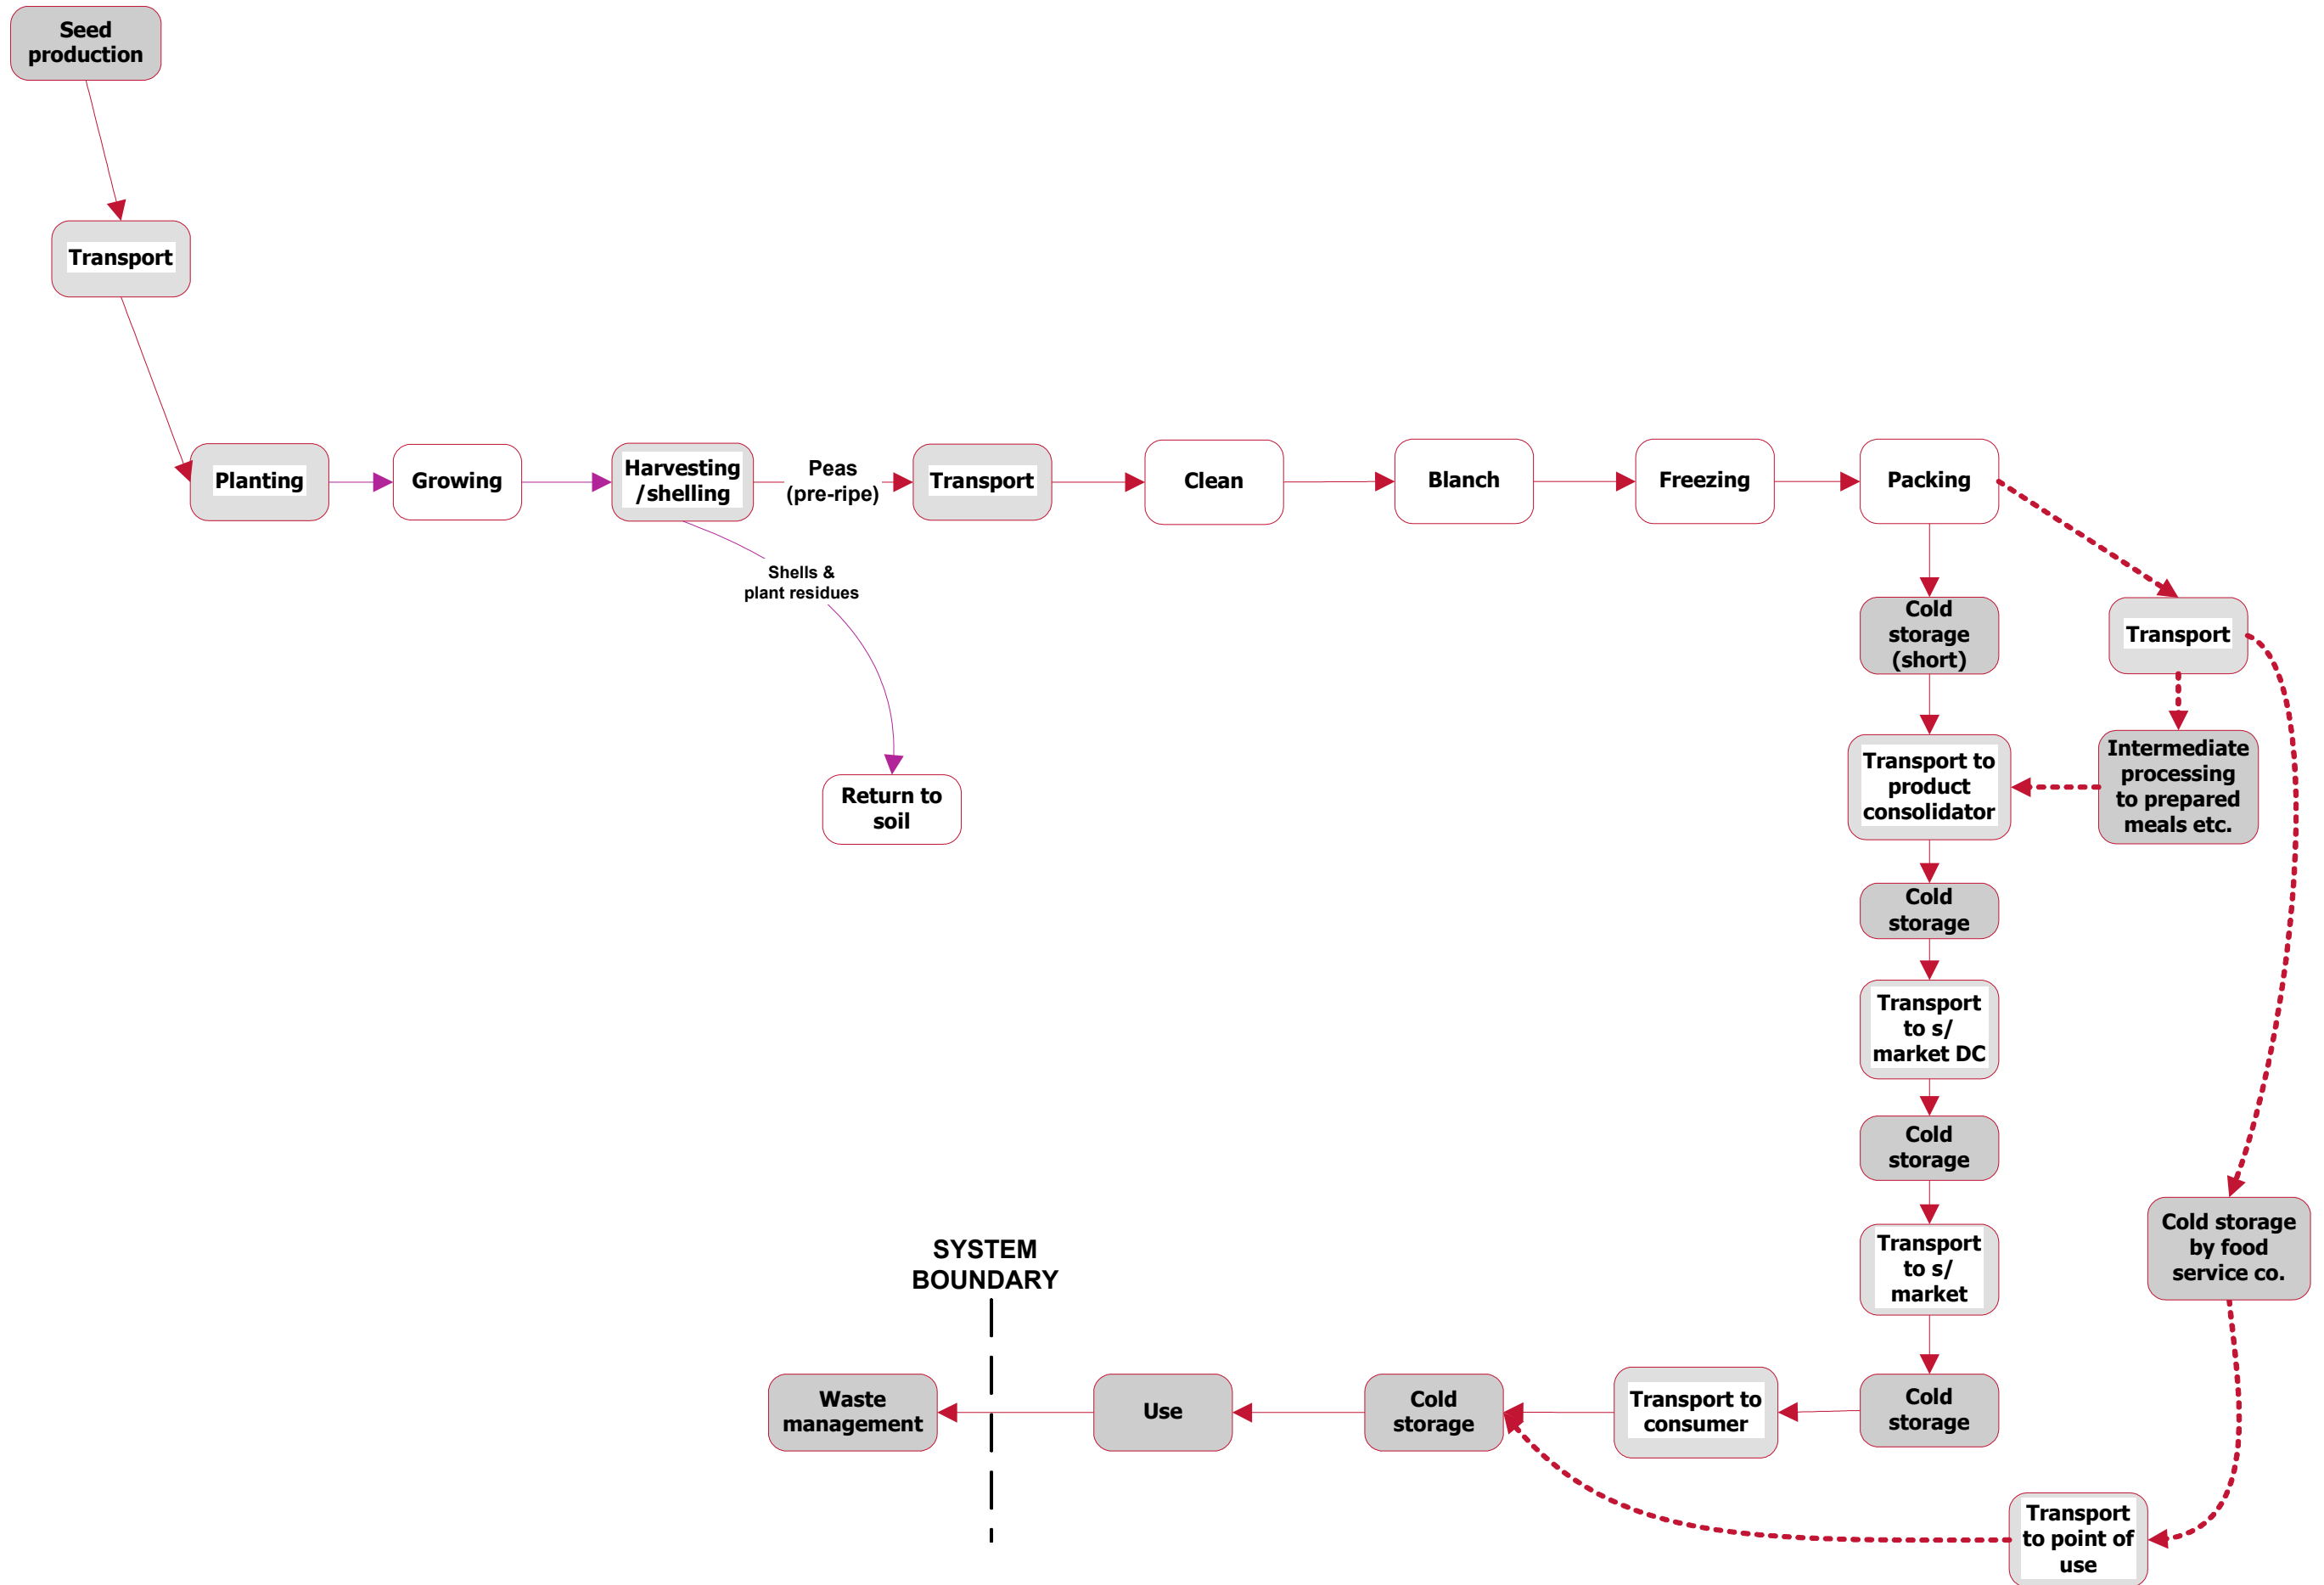 Seed
production
Transport
Planting
Growing
Harvesting
/shelling
Peas
(pre-ripe)
Transport
Clean
Blanch
Freezing
Packing
Shells &
plant residues
Return to
soil
Cold
storage
(short)
Transport
Transport to
product
consolidator
Intermediate
processing
to prepared
meals etc.
Cold
storage
Transport
to s/
market DC
Cold
storage
Transport
to s/
market
Cold storage
by food
service co.
SYSTEM
BOUNDARY
Waste
management
Use
Cold
storage
Transport to
consumer
Cold
storage
Transport
to point of
use